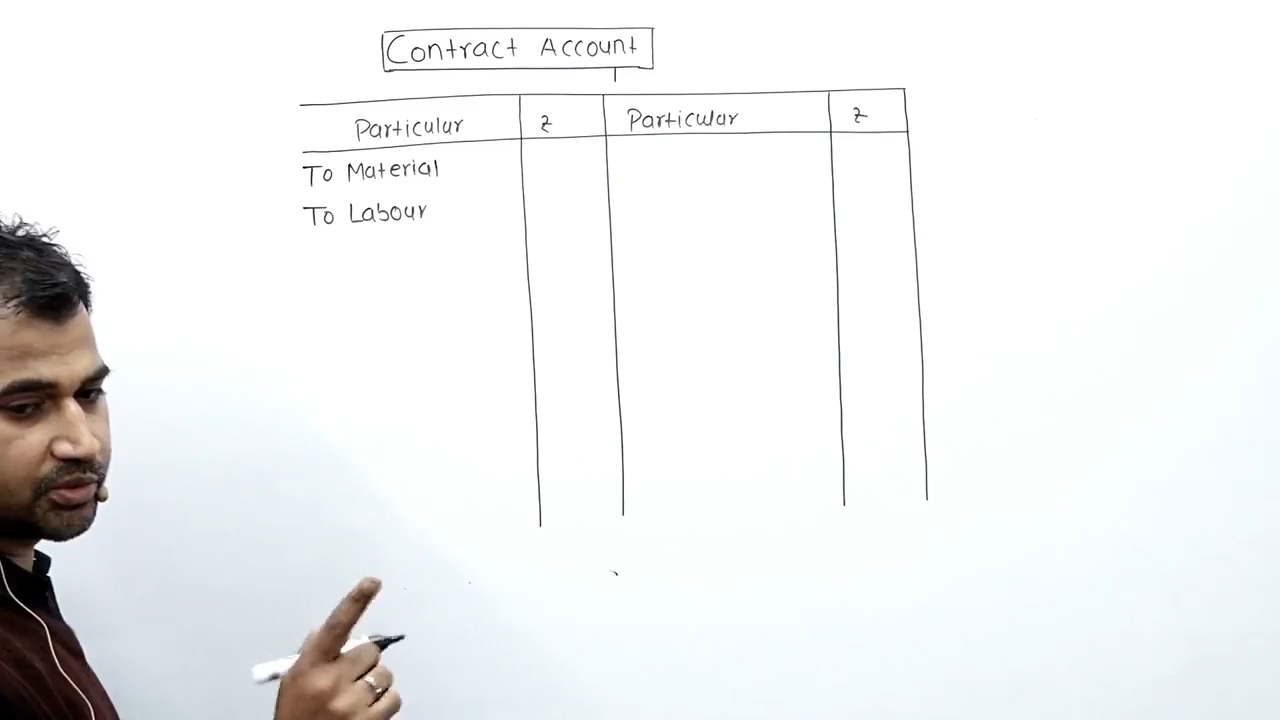 Contract Account
Particular ₹ Particular ₹
To Material
To Labour